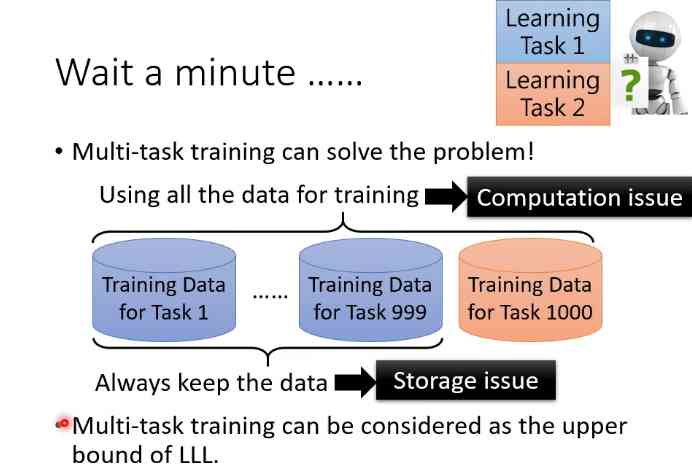 Learning
Task 1
Learning
Task 2
?
Wait a minute ……
• Multi-task training can solve the problem!
Using all the data for training
Computation issue
Training Data
for Task 1
……
Training Data
for Task 999
Training Data
for Task 1000
Always keep the data
Storage issue
• Multi-task training can be considered as the upper
bound of LLL.